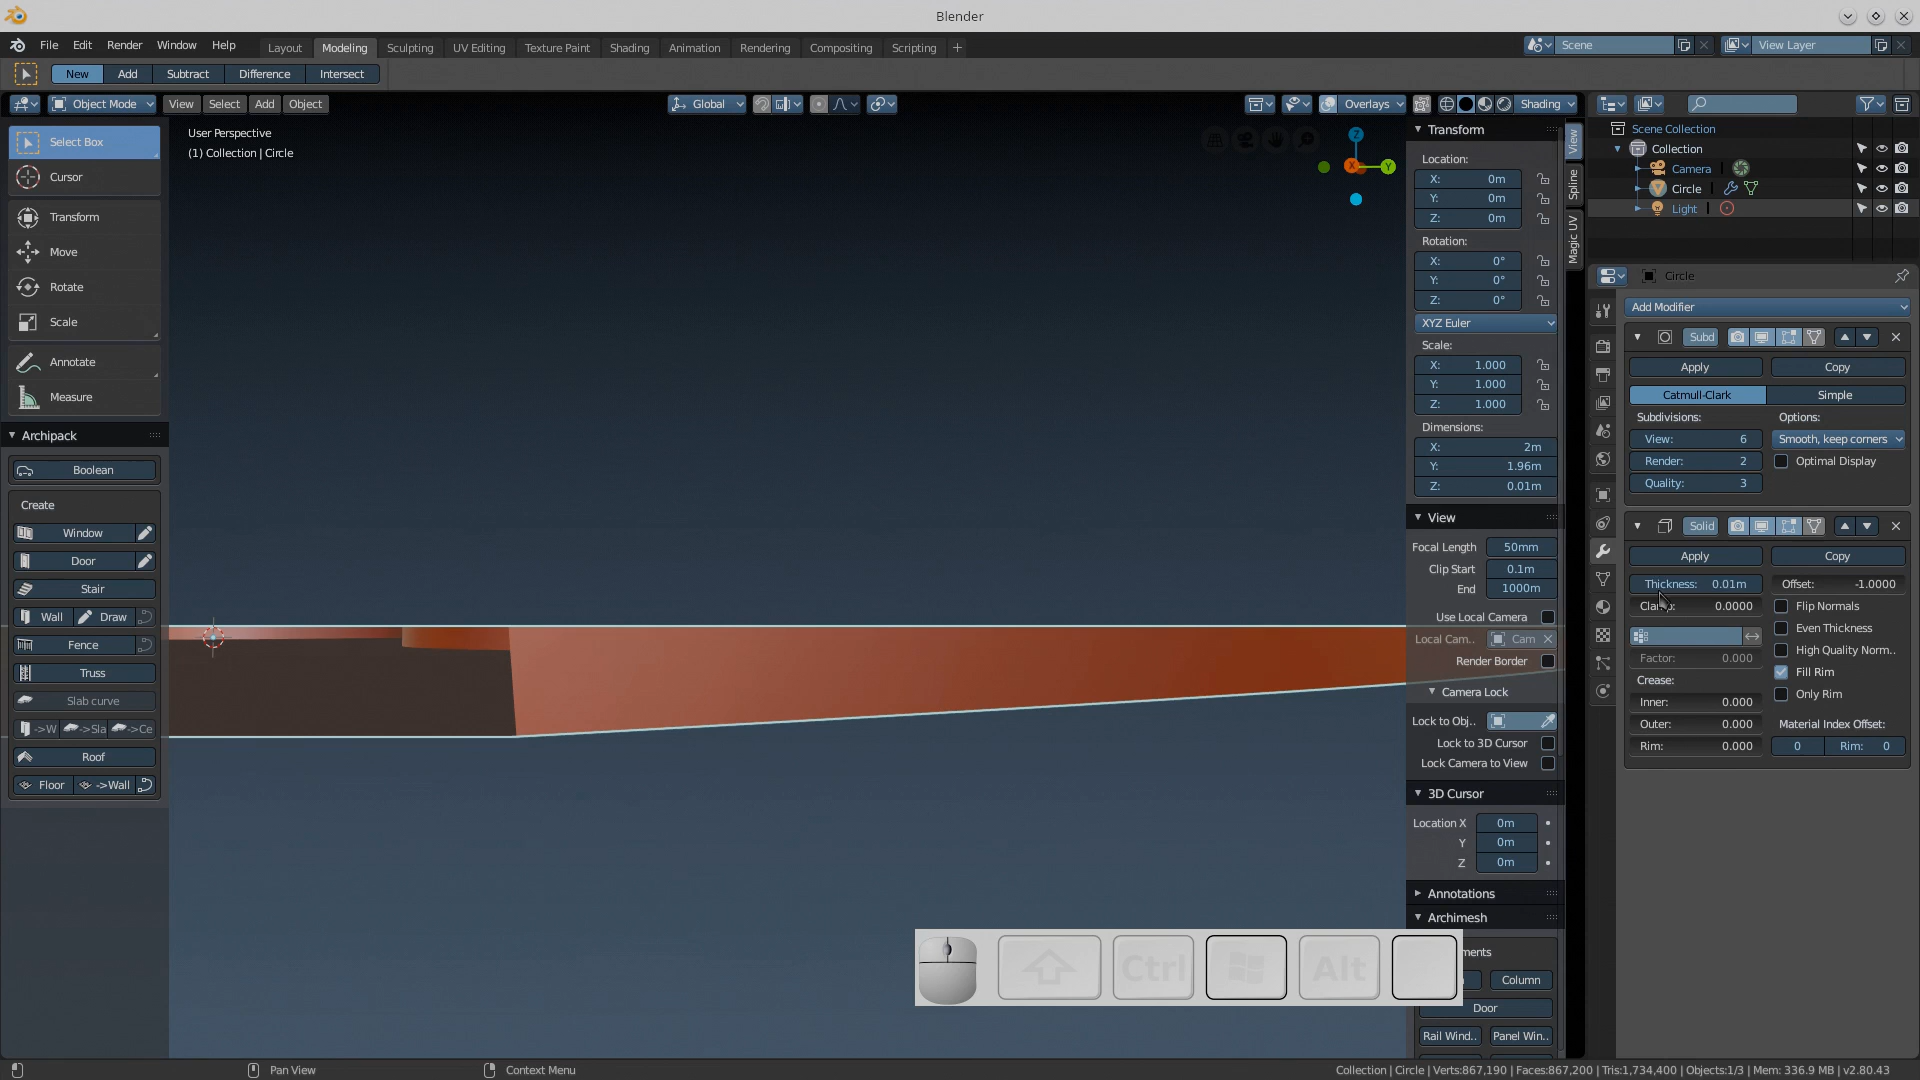 Blender
File Edit Render Window Help
Layout Modeling Sculpting UV Editing Texture Paint Shading Animation Rendering Compositing Scripting +
Scene
View Layer
New Add Subtract Difference Intersect
Object Mode View Select Add Object
Global
Overlays
Shading
Select Box
Cursor
Transform
Move
Rotate
Scale
Annotate
Measure
Archipack
Boolean
Create
Window
Door
Stair
Wall Draw
Fence
Truss
Slab curve
->W ->Sla ->Ce
Roof
Floor ->Wall
User Perspective
(1) Collection | Circle
Z
X
Y
Transform
Location:
X: 0m
Y: 0m
Z: 0m
Rotation:
X: 0°
Y: 0°
Z: 0°
XYZ Euler
Scale:
X: 1.000
Y: 1.000
Z: 1.000
Dimensions:
X: 2m
Y: 1.96m
Z: 0.01m
View
Focal Length 50mm
Clip Start 0.1m
End 1000m
Use Local Camera
Local Cam.. Cam
Render Border
Camera Lock
Lock to Obj..
Lock to 3D Cursor
Lock Camera to View
3D Cursor
Location X 0m
Y 0m
Z 0m
Annotations
Archimesh
ments
Column
Door
Rail Wind.. Panel Win..
Ctrl
Alt
View
Spline
Magic UV
Scene Collection
Collection
Camera
Circle
Light
Circle
Add Modifier
Subd
Apply Copy
Catmull-Clark Simple
Subdivisions: Options:
View: 6 Smooth, keep corners
Render: 2 Optimal Display
Quality: 3
Solid
Apply Copy
Thickness: 0.01m Offset: -1.0000
0.0000 Flip Normals
Even Thickness
High Quality Norm..
Factor: 0.000
Fill Rim
Crease:
Only Rim
Inner: 0.000
Outer: 0.000 Material Index Offset:
Rim: 0.000 0 Rim: 0
Pan View
Context Menu
Collection | Circle | Verts:867,190 | Faces:867,200 | Tris:1,734,400 | Objects:1/3 | Mem: 336.9 MB | v2.80.43